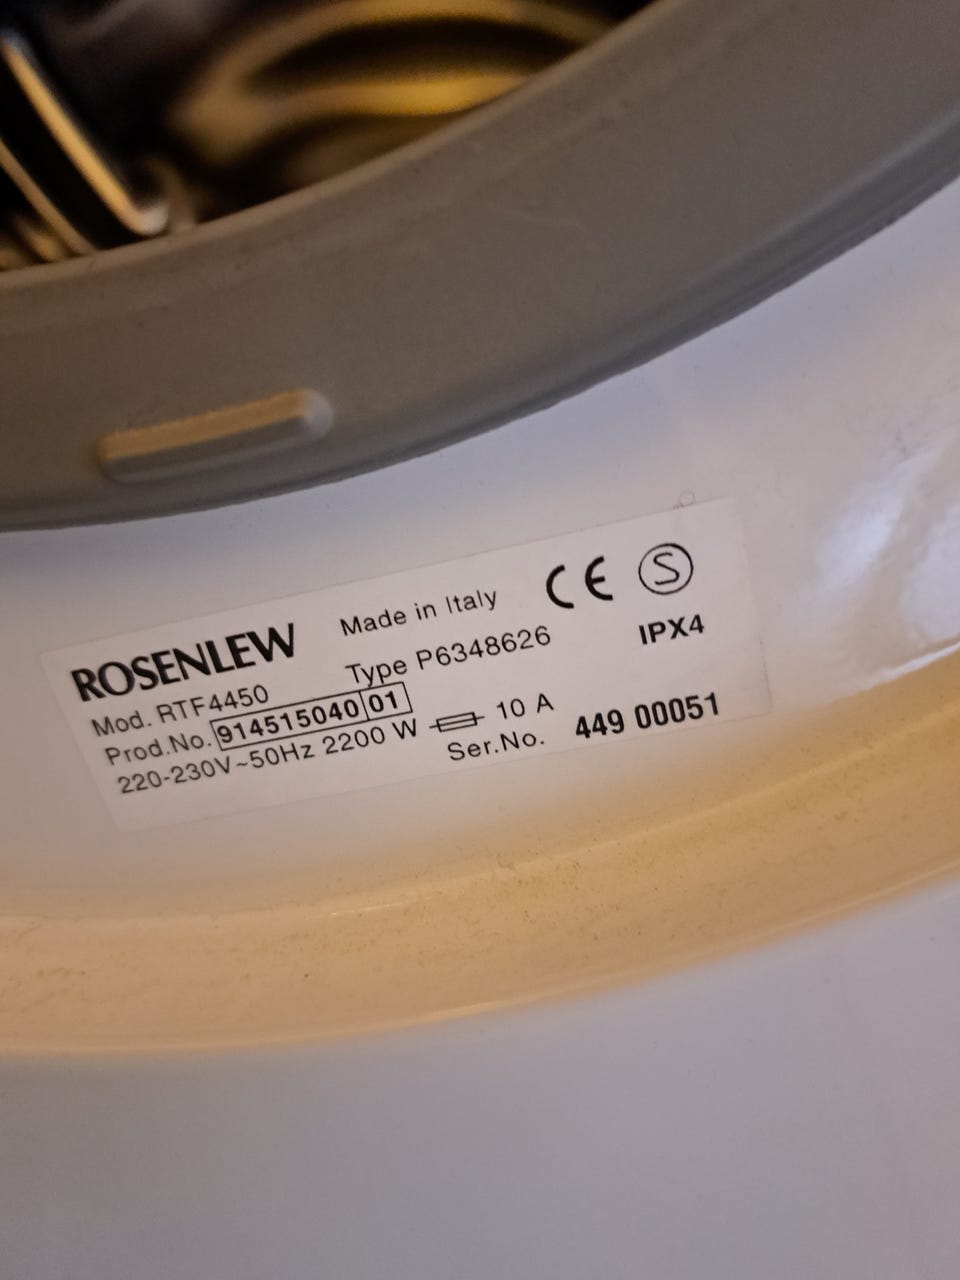 ROSENLEW Made in Italy CE S
Mod. RTF4450 Type P6348626 IPX4
Prod.No. 914515040 01
220-230V~50Hz 2200 W 10 A
Ser.No. 449 00051